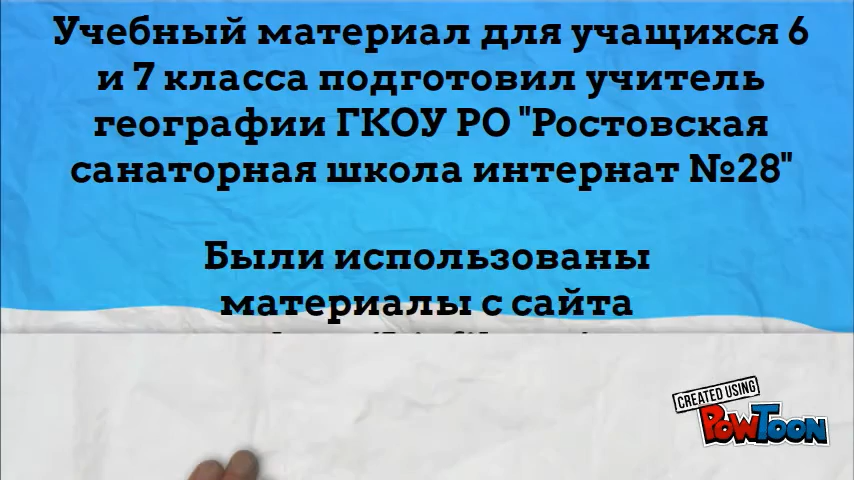 Учебный материал для учащихся 6
и 7 класса подготовил учитель
географии ГКОУ РО "Ростовская
санаторная школа интернат №28"
Были использованы
материалы с сайта
CREATED USING
POWTOON